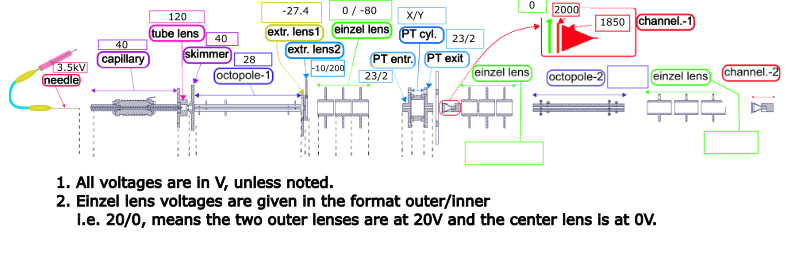 -27.4
0 / -80
0
2000
120
X/Y
1850
channel.-1
tube lens
40
extr. lens1
einzel lens
PT cyl.
23/2
40
skimmer
28
extr. lens2
capillary
octopole-1
-10/200
PT entr.
PT exit
3.5kV
needle
23/2
einzel lens
octopole-2
einzel lens
channel.-2
1. All voltages are in V, unless noted.
2. Einzel lens voltages are given in the format outer/inner
i.e. 20/0, means the two outer lenses are at 20V and the center lens is at 0V.